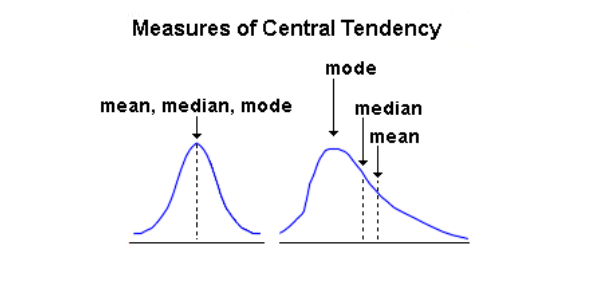 Measures of Central Tendency
mean, median, mode
mode
median
mean